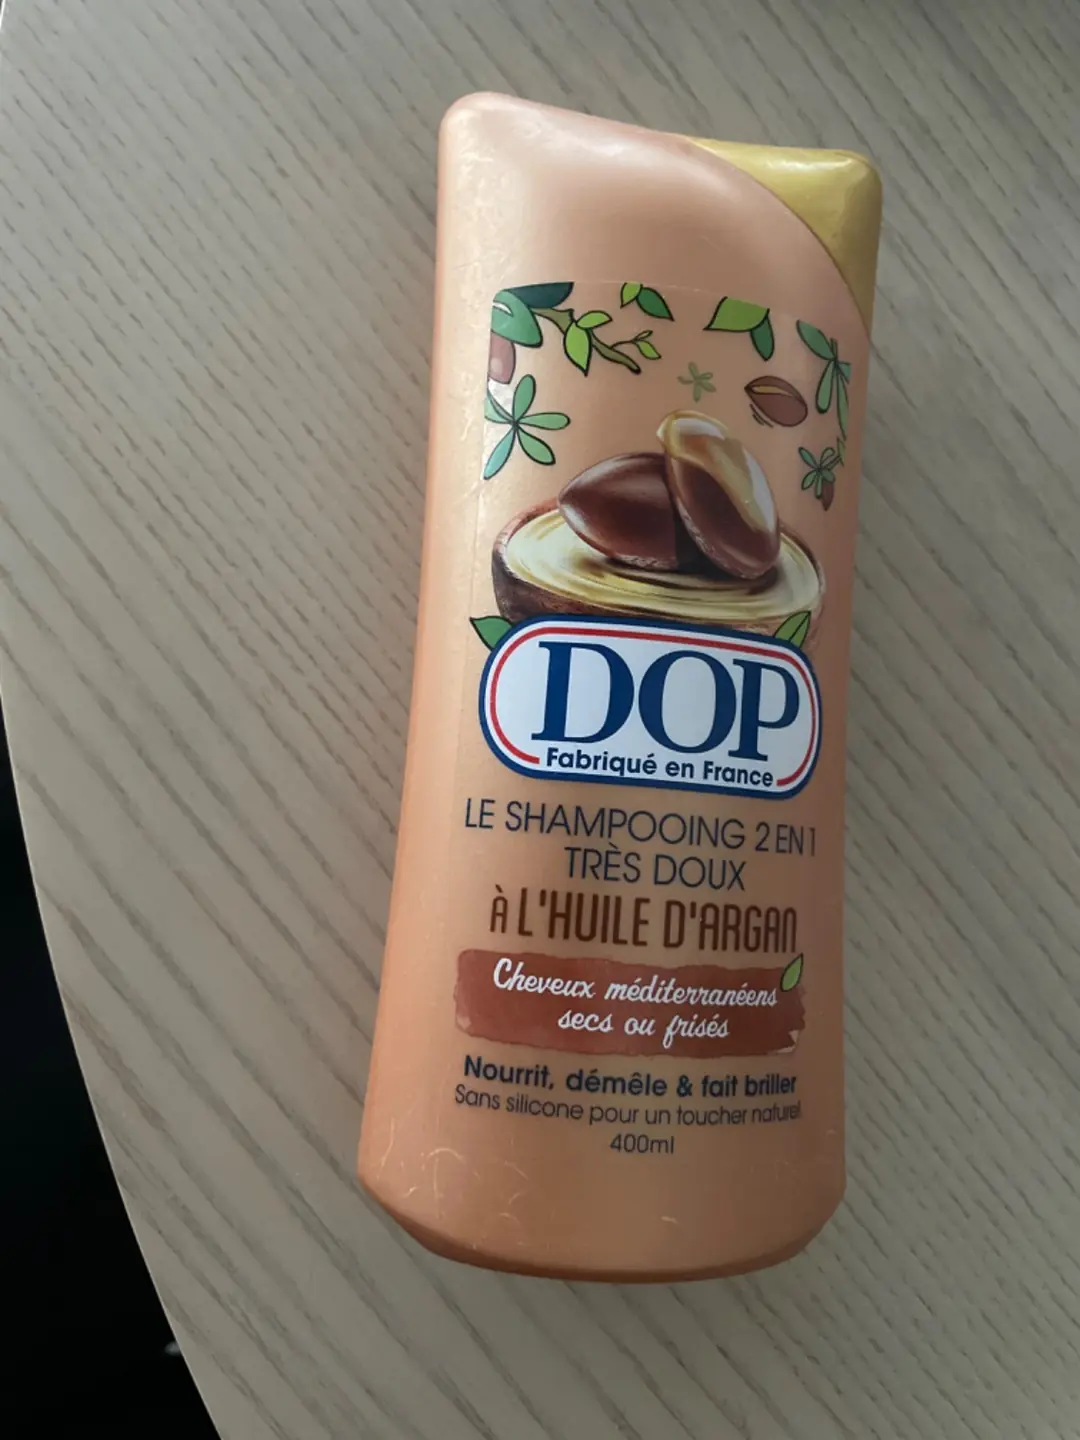 DOP
Fabriqué en France
LE SHAMPOOING 2 EN 1
TRÈS DOUX
À L'HUILE D'ARGAN
Cheveux méditerranéens
secs ou frisés
Nourrit, démêle & fait briller
Sans silicone pour un toucher naturel
400ml